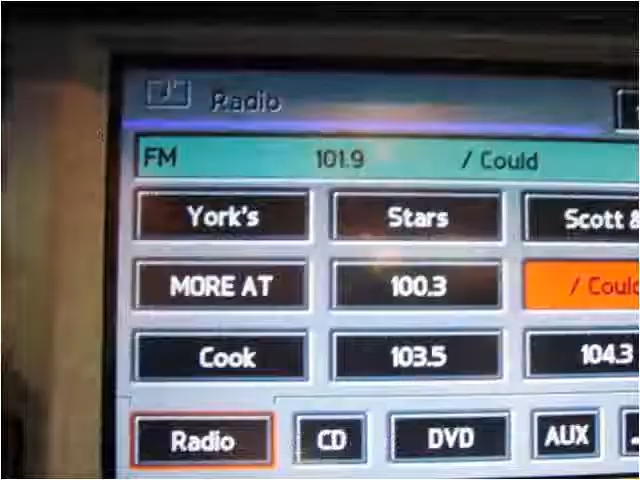 Radio
FM 101.9 / Could
York's Stars Scott &
MORE AT 100.3 / Could
Cook 103.5 104.3
Radio CD DVD AUX